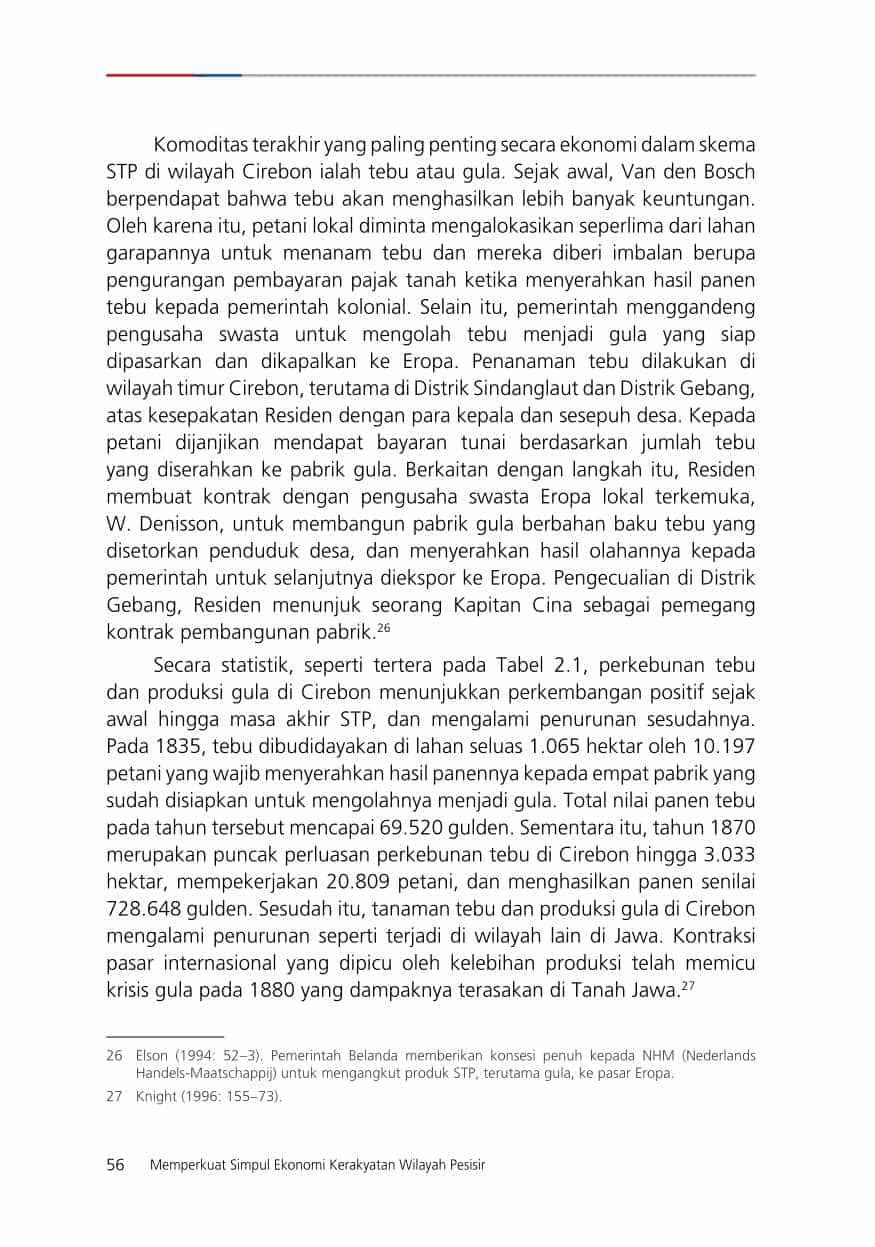 Komoditas terakhir yang paling penting secara ekonomi dalam skema
STP di wilayah Cirebon ialah tebu atau gula. Sejak awal, Van den Bosch
berpendapat bahwa tebu akan menghasilkan lebih banyak keuntungan.
Oleh karena itu, petani lokal diminta mengalokasikan seperlima dari lahan
garapannya untuk menanam tebu dan mereka diberi imbalan berupa
pengurangan pembayaran pajak tanah ketika menyerahkan hasil panen
tebu kepada pemerintah kolonial. Selain itu, pemerintah menggandeng
pengusaha swasta untuk mengolah tebu menjadi gula yang siap
dipasarkan dan dikapalkan ke Eropa. Penanaman tebu dilakukan di
wilayah timur Cirebon, terutama di Distrik Sindanglaut dan Distrik Gebang,
atas kesepakatan Residen dengan para kepala dan sesepuh desa. Kepada
petani dijanjikan mendapat bayaran tunai berdasarkan jumlah tebu
yang diserahkan ke pabrik gula. Berkaitan dengan langkah itu, Residen
membuat kontrak dengan pengusaha swasta Eropa lokal terkemuka,
W. Denisson, untuk membangun pabrik gula berbahan baku tebu yang
disetorkan penduduk desa, dan menyerahkan hasil olahannya kepada
pemerintah untuk selanjutnya diekspor ke Eropa. Pengecualian di Distrik
Gebang, Residen menunjuk seorang Kapitan Cina sebagai pemegang
kontrak pembangunan pabrik.26
Secara statistik, seperti tertera pada Tabel 2.1, perkebunan tebu
dan produksi gula di Cirebon menunjukkan perkembangan positif sejak
awal hingga masa akhir STP, dan mengalami penurunan sesudahnya.
Pada 1835, tebu dibudidayakan di lahan seluas 1.065 hektar oleh 10.197
petani yang wajib menyerahkan hasil panennya kepada empat pabrik yang
sudah disiapkan untuk mengolahnya menjadi gula. Total nilai panen tebu
pada tahun tersebut mencapai 69.520 gulden. Sementara itu, tahun 1870
merupakan puncak perluasan perkebunan tebu di Cirebon hingga 3.033
hektar, mempekerjakan 20.809 petani, dan menghasilkan panen senilai
728.648 gulden. Sesudah itu, tanaman tebu dan produksi gula di Cirebon
mengalami penurunan seperti terjadi di wilayah lain di Jawa. Kontraksi
pasar internasional yang dipicu oleh kelebihan produksi telah memicu
krisis gula pada 1880 yang dampaknya terasakan di Tanah Jawa.27
26 Elson (1994: 52–3). Pemerintah Belanda memberikan konsesi penuh kepada NHM (Nederlands
Handels-Maatschappij) untuk mengangkut produk STP, terutama gula, ke pasar Eropa.
27 Knight (1996: 155–73).
56 Memperkuat Simpul Ekonomi Kerakyatan Wilayah Pesisir